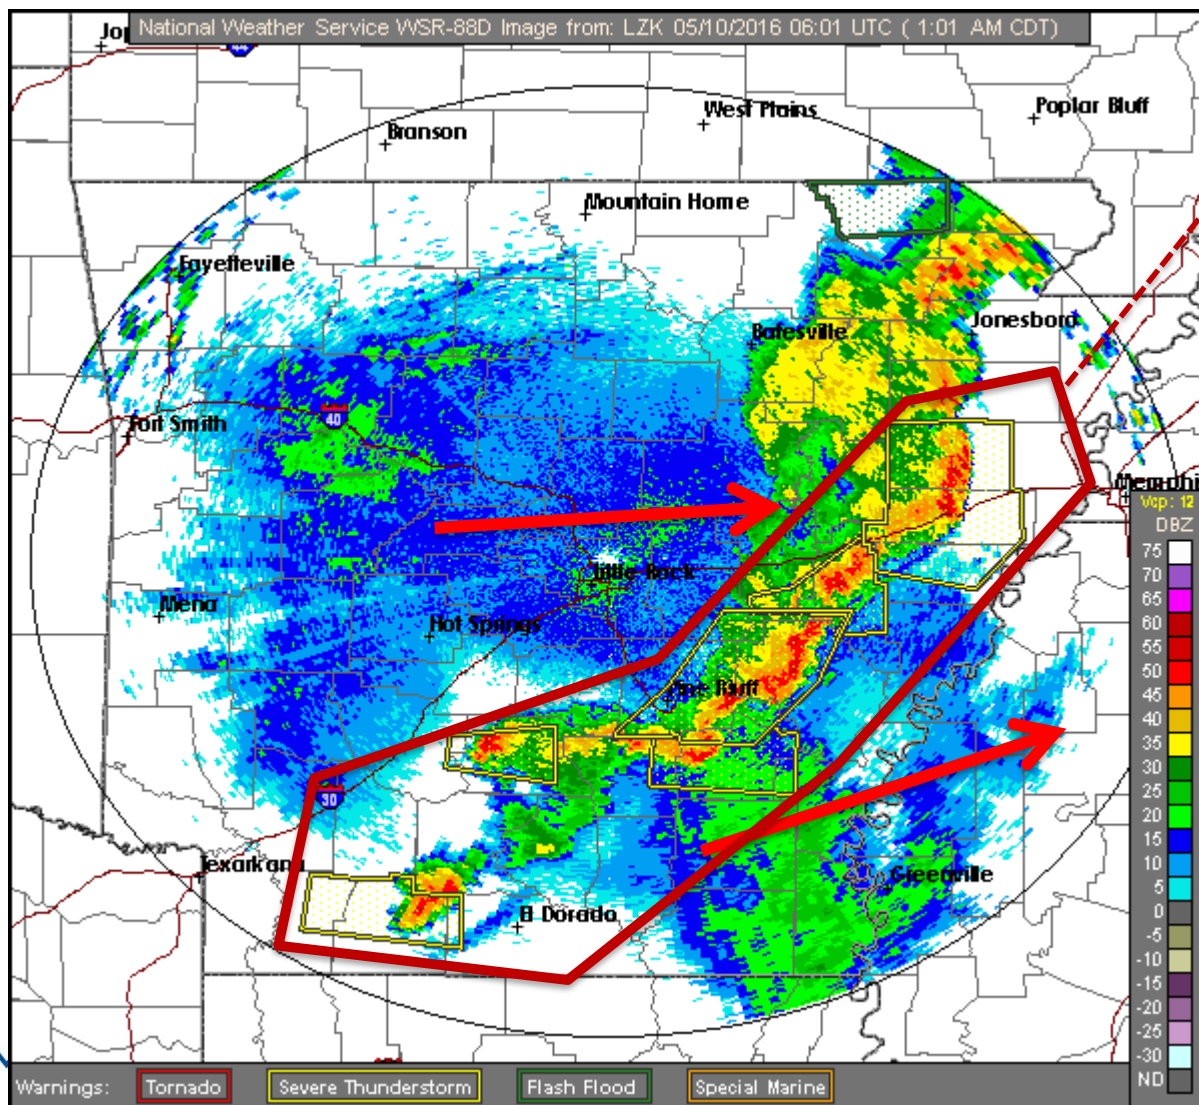 National Weather Service WSR-88D Image from: LZK 05/10/2016 06:01 UTC ( 1:01 AM CDT)
44
West Plains
Poplar Bluff
Branson
Mountain Home
Fayetteville
Jonesboro
Batesville
40
Fort Smith
Vcp: 12
DBZ
75
70
65
60
55
50
45
40
35
30
25
20
15
10
5
0
-5
-10
-15
-20
-25
-30
ND
Little Rock
Mena
Hot Springs
Pine Bluff
30
Texarkana
Greenville
El Dorado
Warnings: Tornado Severe Thunderstorm Flash Flood Special Marine